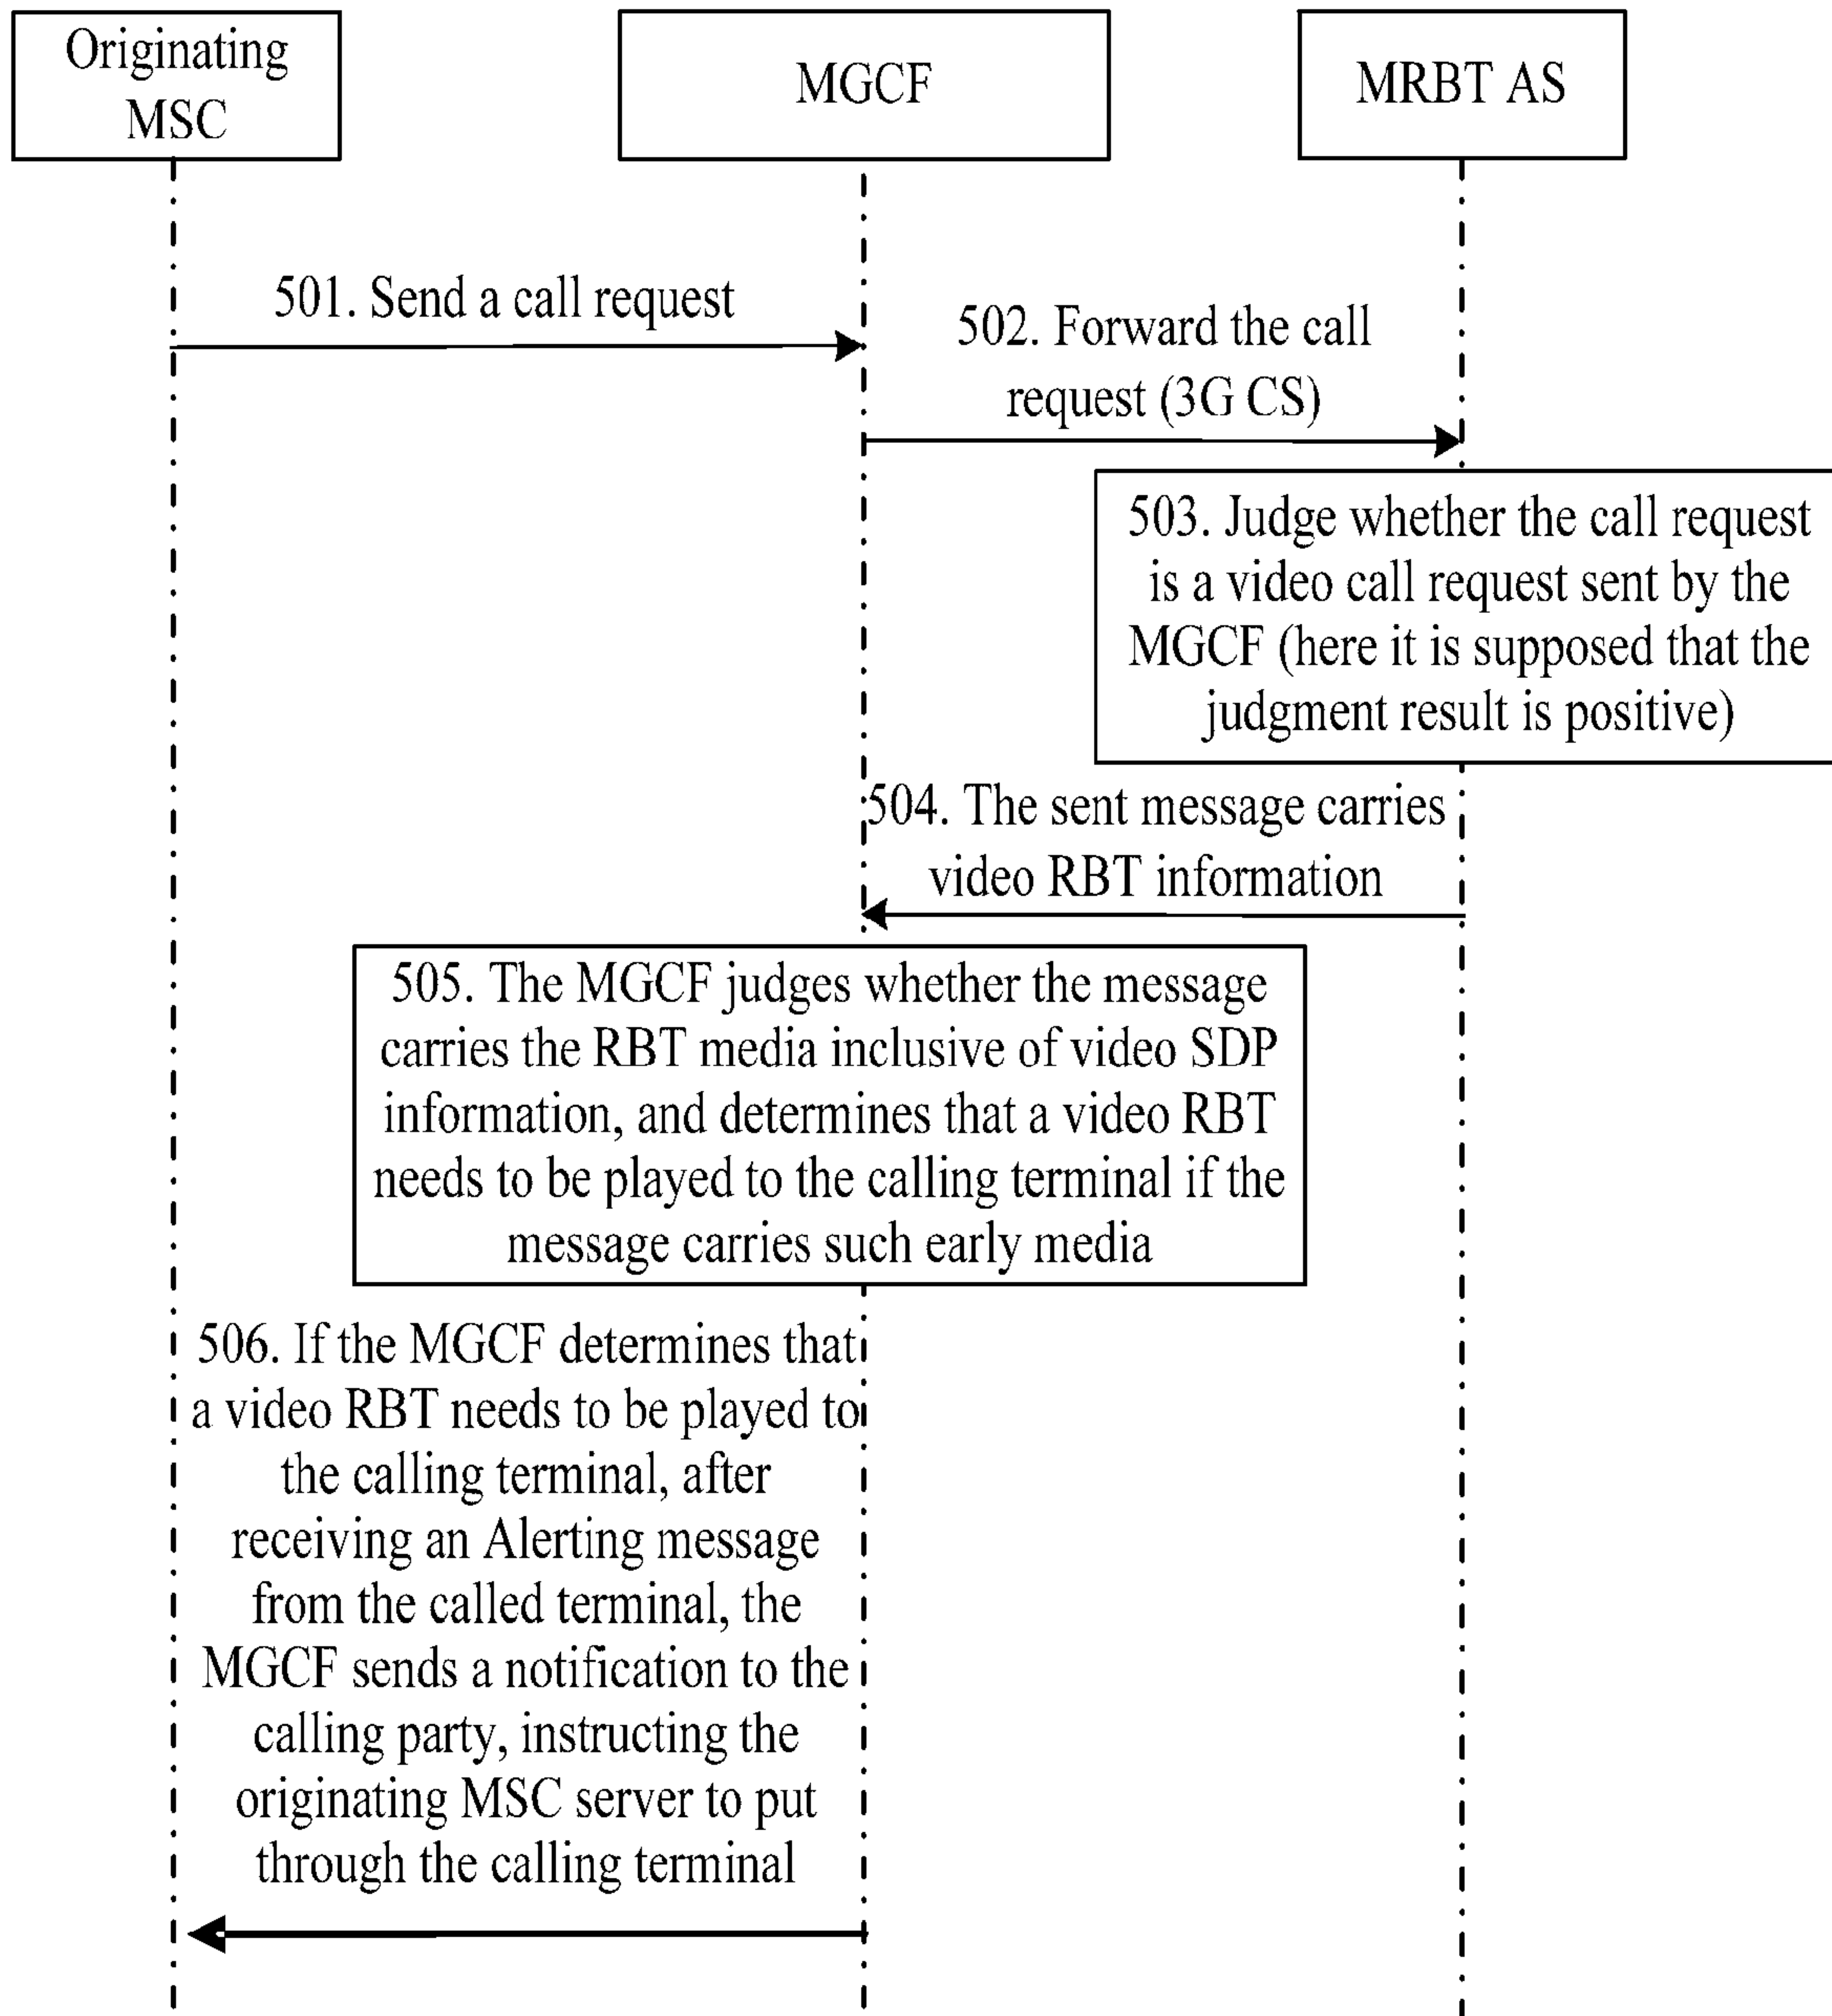 Originating
MSC
MGCF
MRBT AS
501. Send a call request
502. Forward the call
request (3G CS)
503. Judge whether the call request
is a video call request sent by the
MGCF (here it is supposed that the
judgment result is positive)
504. The sent message carries
video RBT information
505. The MGCF judges whether the message
carries the RBT media inclusive of video SDP
information, and determines that a video RBT
needs to be played to the calling terminal if the
message carries such early media
506. If the MGCF determines that
a video RBT needs to be played to
the calling terminal, after
receiving an Alerting message
from the called terminal, the
MGCF sends a notification to the
calling party, instructing the
originating MSC server to put
through the calling terminal